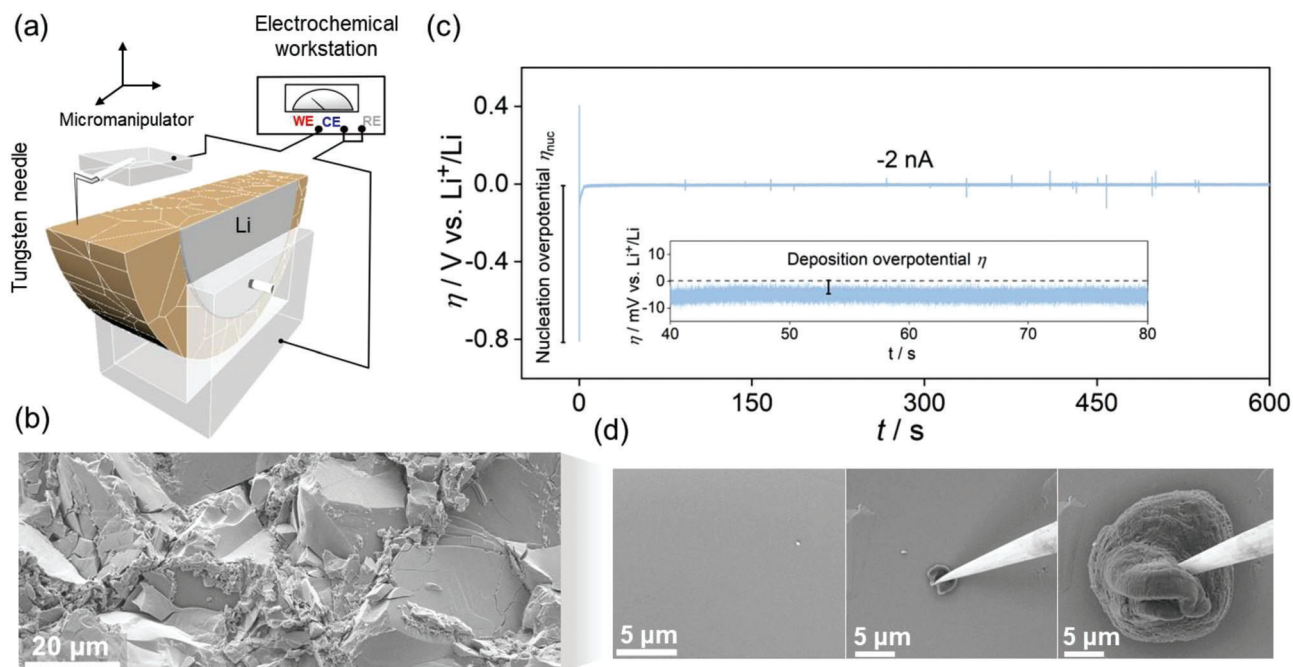 (a)
Electrochemical
workstation
WE CE RE
Micromanipulator
Tungsten needle
Li
(c)
η / V vs. Li⁺/Li
0.4
0.0
-0.4
-0.8
Nucleation overpotential ηnuc
-2 nA
η / mV vs. Li⁺/Li
10
0
-10
Deposition overpotential η
40 50 60 70 80
t / s
0 150 300 450 600
t / s
(b)
20 μm
(d)
5 μm
5 μm
5 μm